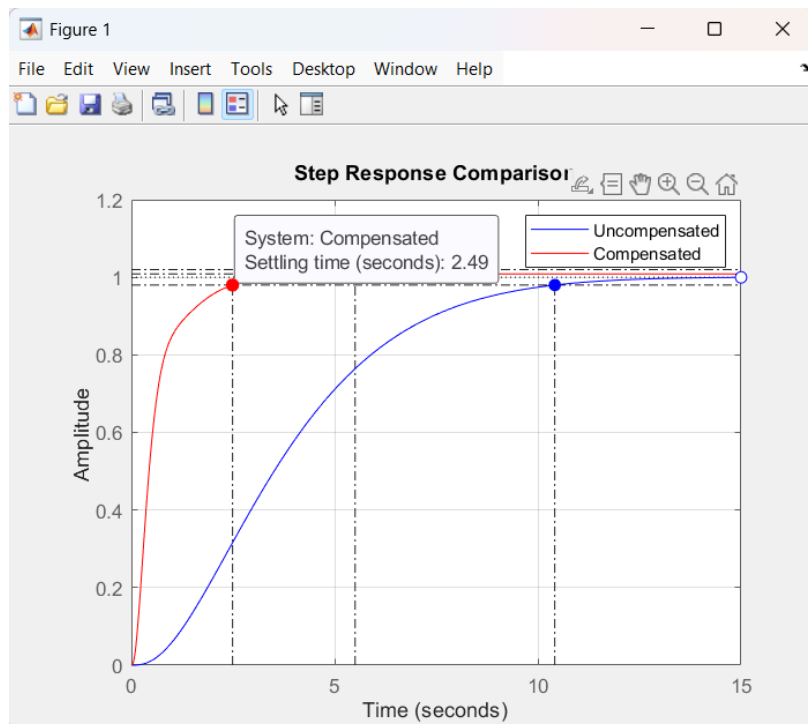 Figure 1
File Edit View Insert Tools Desktop Window Help
Step Response Comparison
1.2
1
0.8
0.6
0.4
0.2
0
System: Compensated
Settling time (seconds): 2.49
Uncompensated
Compensated
Amplitude
0 5 10 15
Time (seconds)